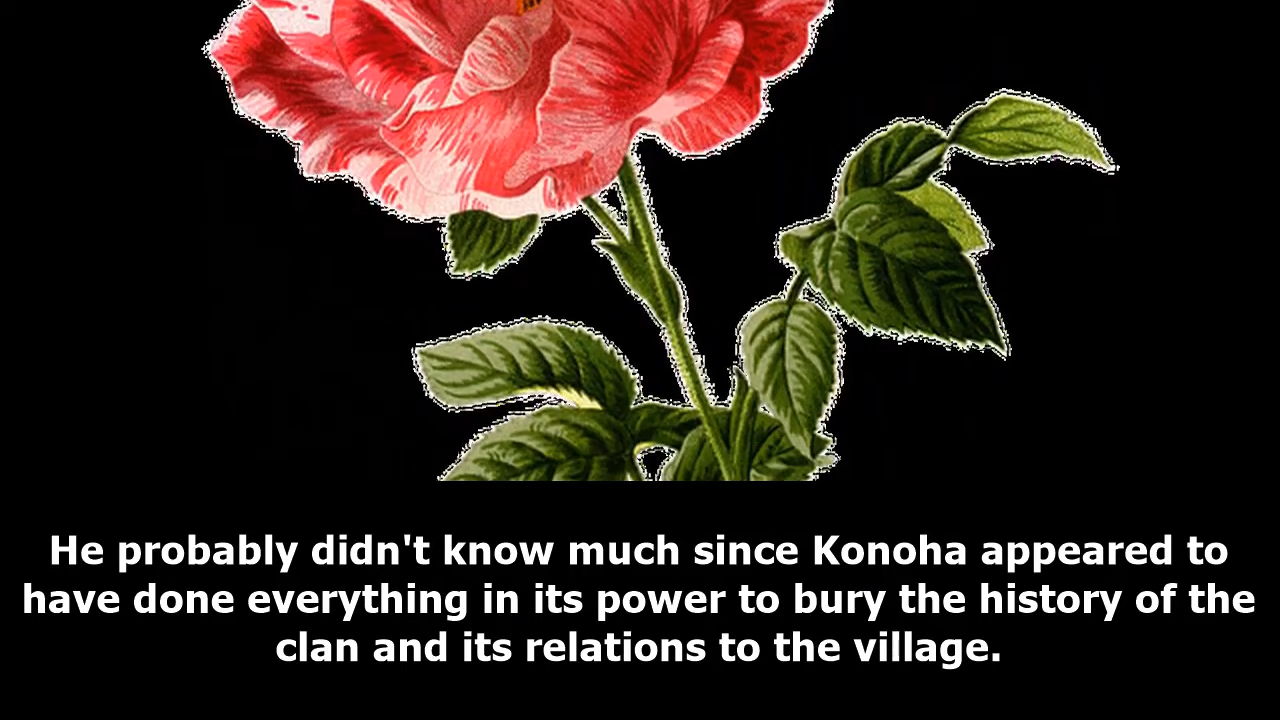 He probably didn't know much since Konoha appeared to
have done everything in its power to bury the history of the
clan and its relations to the village.